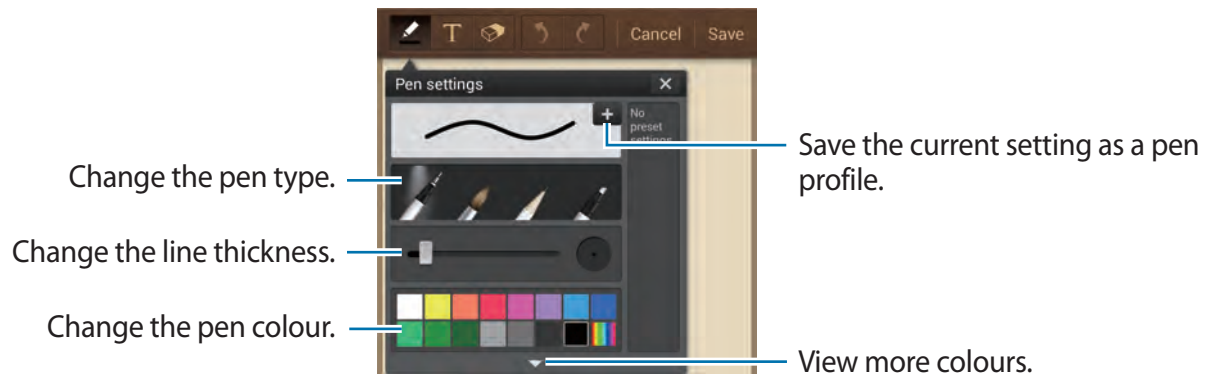 T
Cancel
Save
Pen settings
No
preset
settings
Save the current setting as a pen
profile.
Change the pen type.
Change the line thickness.
Change the pen colour.
View more colours.